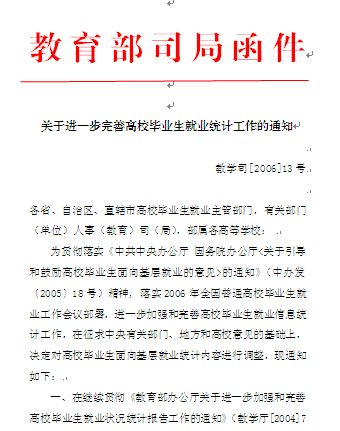 教育部司局函件
关于进一步完善高校毕业生就业统计工作的通知
教学司[2006]13号
各省、自治区、直辖市高校毕业生就业主管部门，有关部门
（单位）人事（教育）司（局），部属各高等学校：
为贯彻落实《中共中央办公厅 国务院办公厅<关于引导
和鼓励高校毕业生面向基层就业的意见>的通知》（中办发
〔2005〕18号）精神，落实2006年全国普通高校毕业生就
业工作会议部署，进一步加强和完善高校毕业生就业信息统
计工作，在征求中央有关部门、地方和高校意见的基础上，
决定对高校毕业生面向基层就业统计内容进行调整，现通知
如下：
一、在继续贯彻《教育部办公厅关于进一步加强和完善
高校毕业生就业状况统计报告工作的通知》（教学厅[2004]7